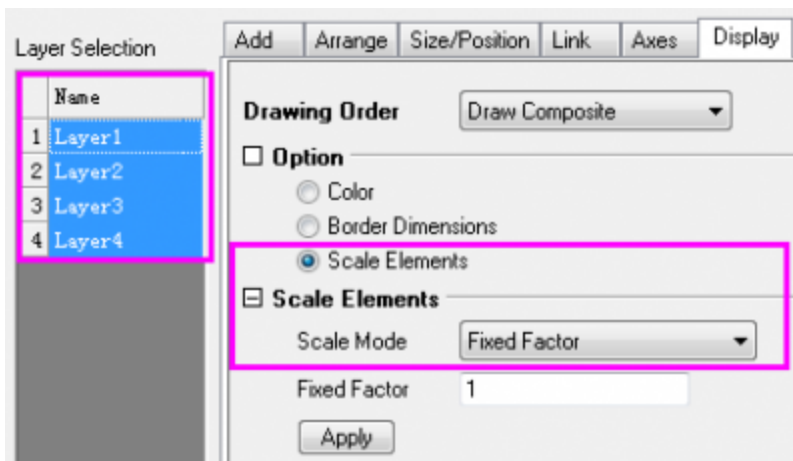 Layer Selection
Name
1 Layer1
2 Layer2
3 Layer3
4 Layer4
Add Arrange Size/Position Link Axes Display
Drawing Order Draw Composite
Option
Color
Border Dimensions
Scale Elements
Scale Elements
Scale Mode Fixed Factor
Fixed Factor 1
Apply